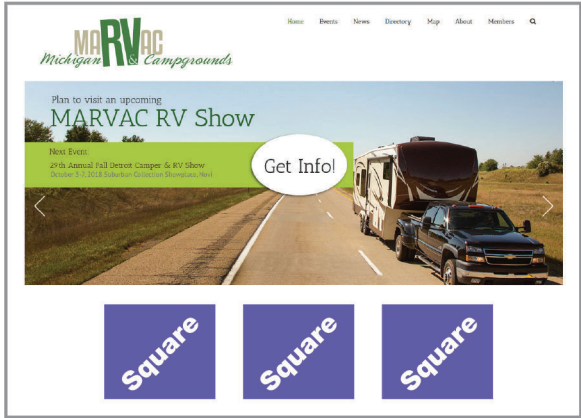 MARVAC
Michigan & Campgrounds
Home Events News Directory Map About Members
Plan to visit an upcoming
MARVAC RV Show
Next Event:
29th Annual Fall Detroit Camper & RV Show
October 3-7, 2018 Suburban Collection Showplace, Novi
Get Info!
Square
Square
Square